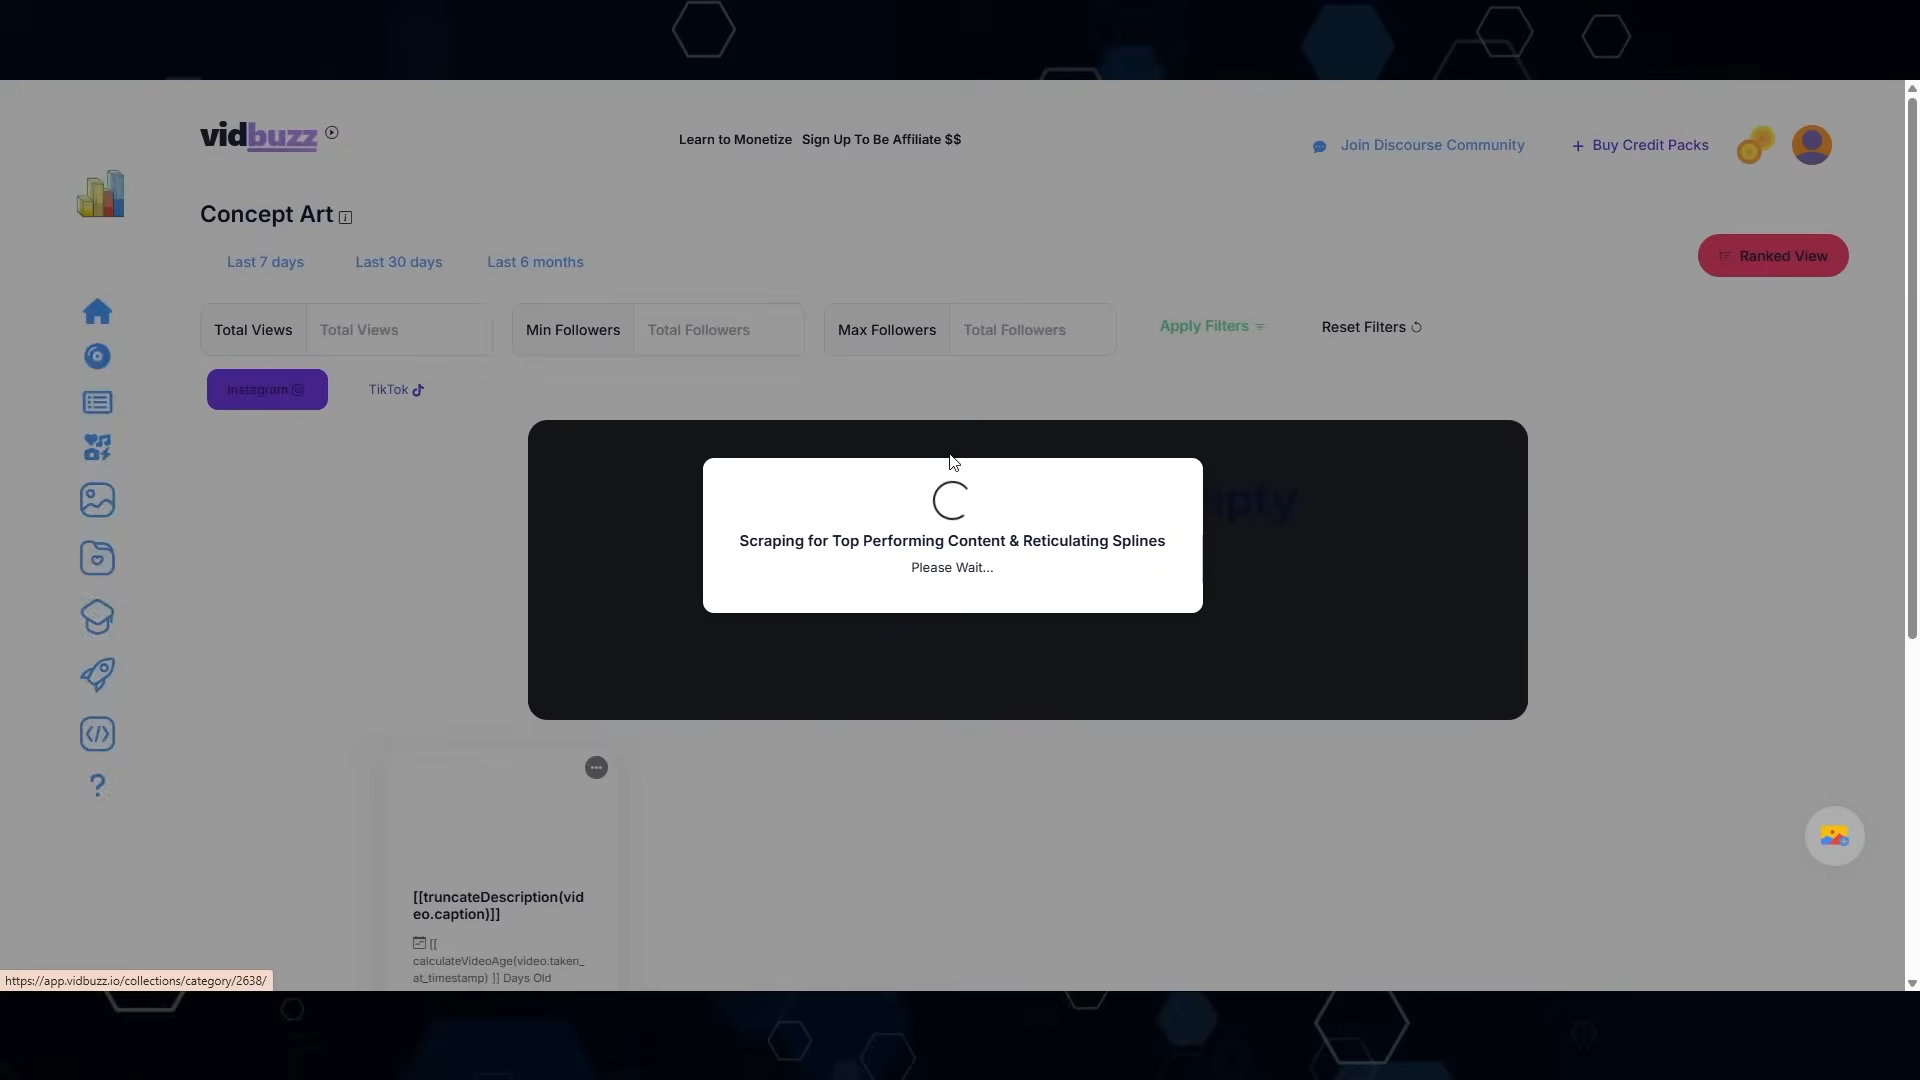 vidbuzz
Learn to Monetize Sign Up To Be Affiliate $$
Join Discourse Community
+ Buy Credit Packs
Concept Art
Last 7 days
Last 30 days
Last 6 months
Ranked View
Total Views
Total Views
Min Followers
Total Followers
Max Followers
Total Followers
Apply Filters
Reset Filters
Instagram
TikTok
Scraping for Top Performing Content & Reticulating Splines
Please Wait...
[[truncateDescription(vid
eo.caption)]]
[[
calculateVideoAge(video.taken_
at_timestamp) ]] Days Old
https://app.vidbuzz.io/collections/category/2638/